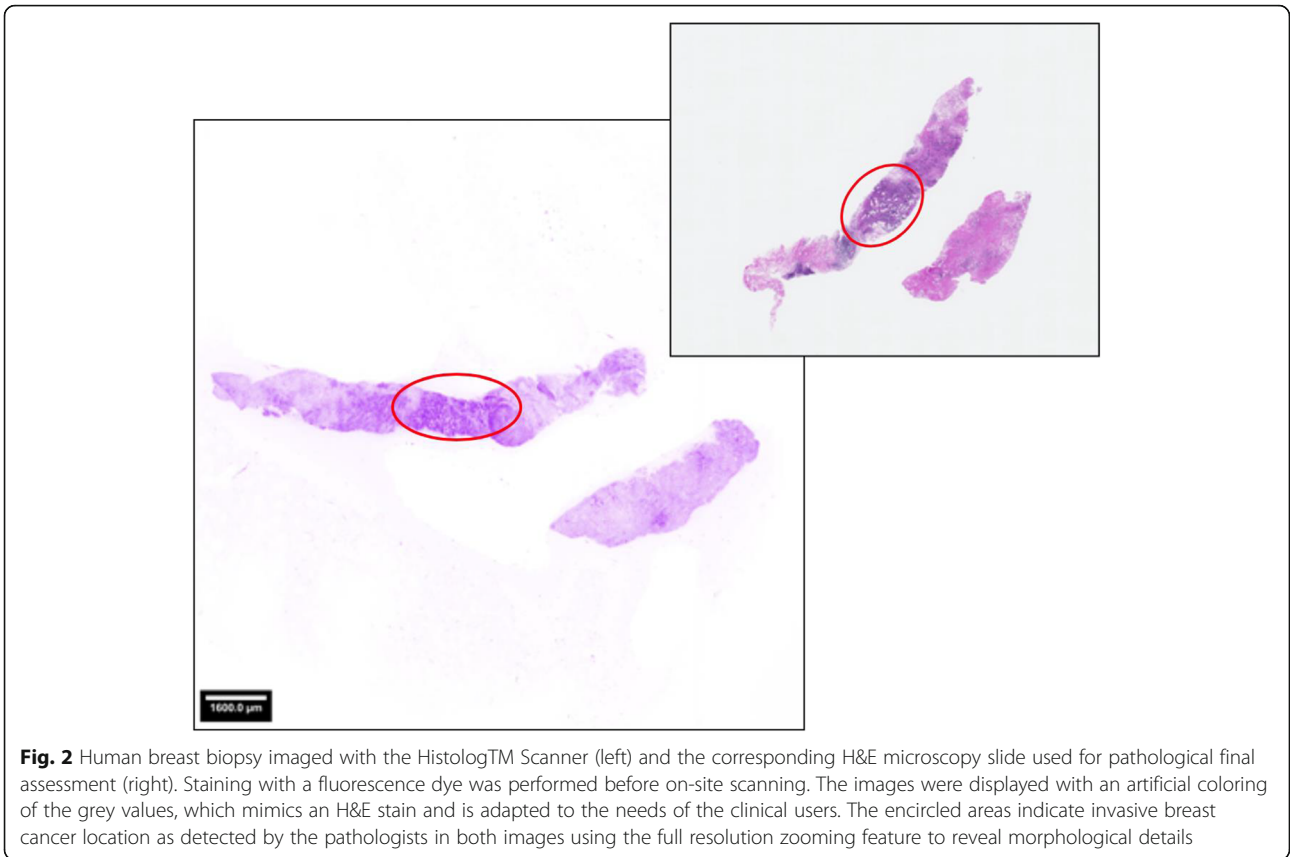 1600.0 µm
Fig. 2 Human breast biopsy imaged with the HistologTM Scanner (left) and the corresponding H&E microscopy slide used for pathological final
assessment (right). Staining with a fluorescence dye was performed before on-site scanning. The images were displayed with an artificial coloring
of the grey values, which mimics an H&E stain and is adapted to the needs of the clinical users. The encircled areas indicate invasive breast
cancer location as detected by the pathologists in both images using the full resolution zooming feature to reveal morphological details